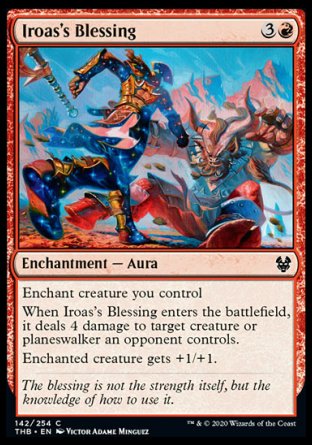 Iroas's Blessing 3
Enchantment — Aura
Enchant creature you control
When Iroas's Blessing enters the battlefield,
it deals 4 damage to target creature or
planeswalker an opponent controls.
Enchanted creature gets +1/+1.
The blessing is not the strength itself, but the
knowledge of how to use it.
142/254 C
THB • EN Victor Adame Minguez
™ & © 2020 Wizards of the Coast